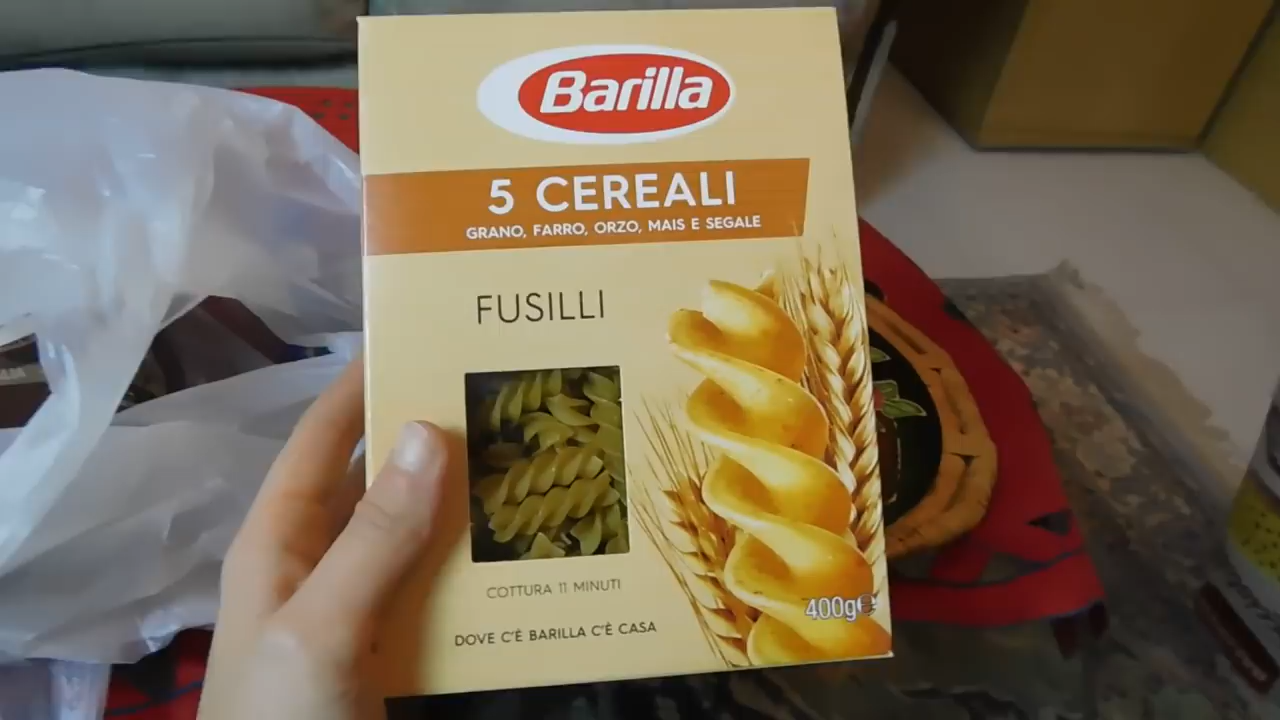 Barilla
5 CEREALI
GRANO, FARRO, ORZO, MAIS E SEGALE
FUSILLI
COTTURA 11 MINUTI
DOVE C'È BARILLA C'È CASA
400g℮